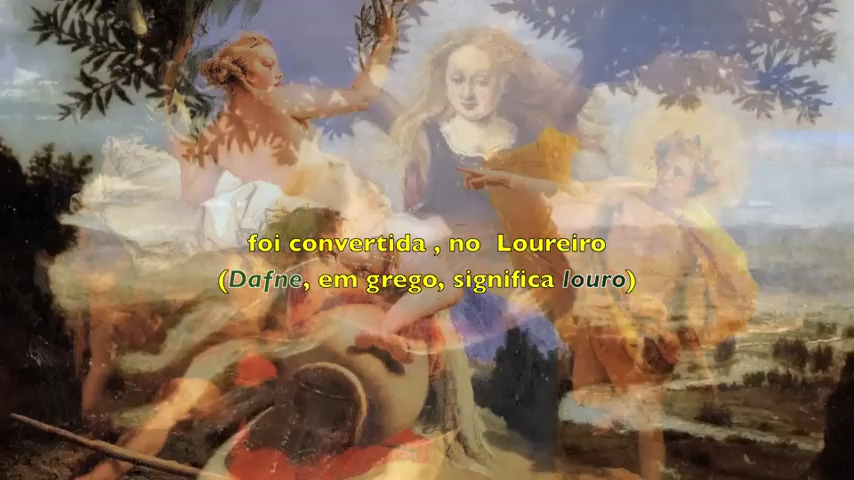 foi convertida , no  Loureiro
(Dafne, em grego, significa louro)